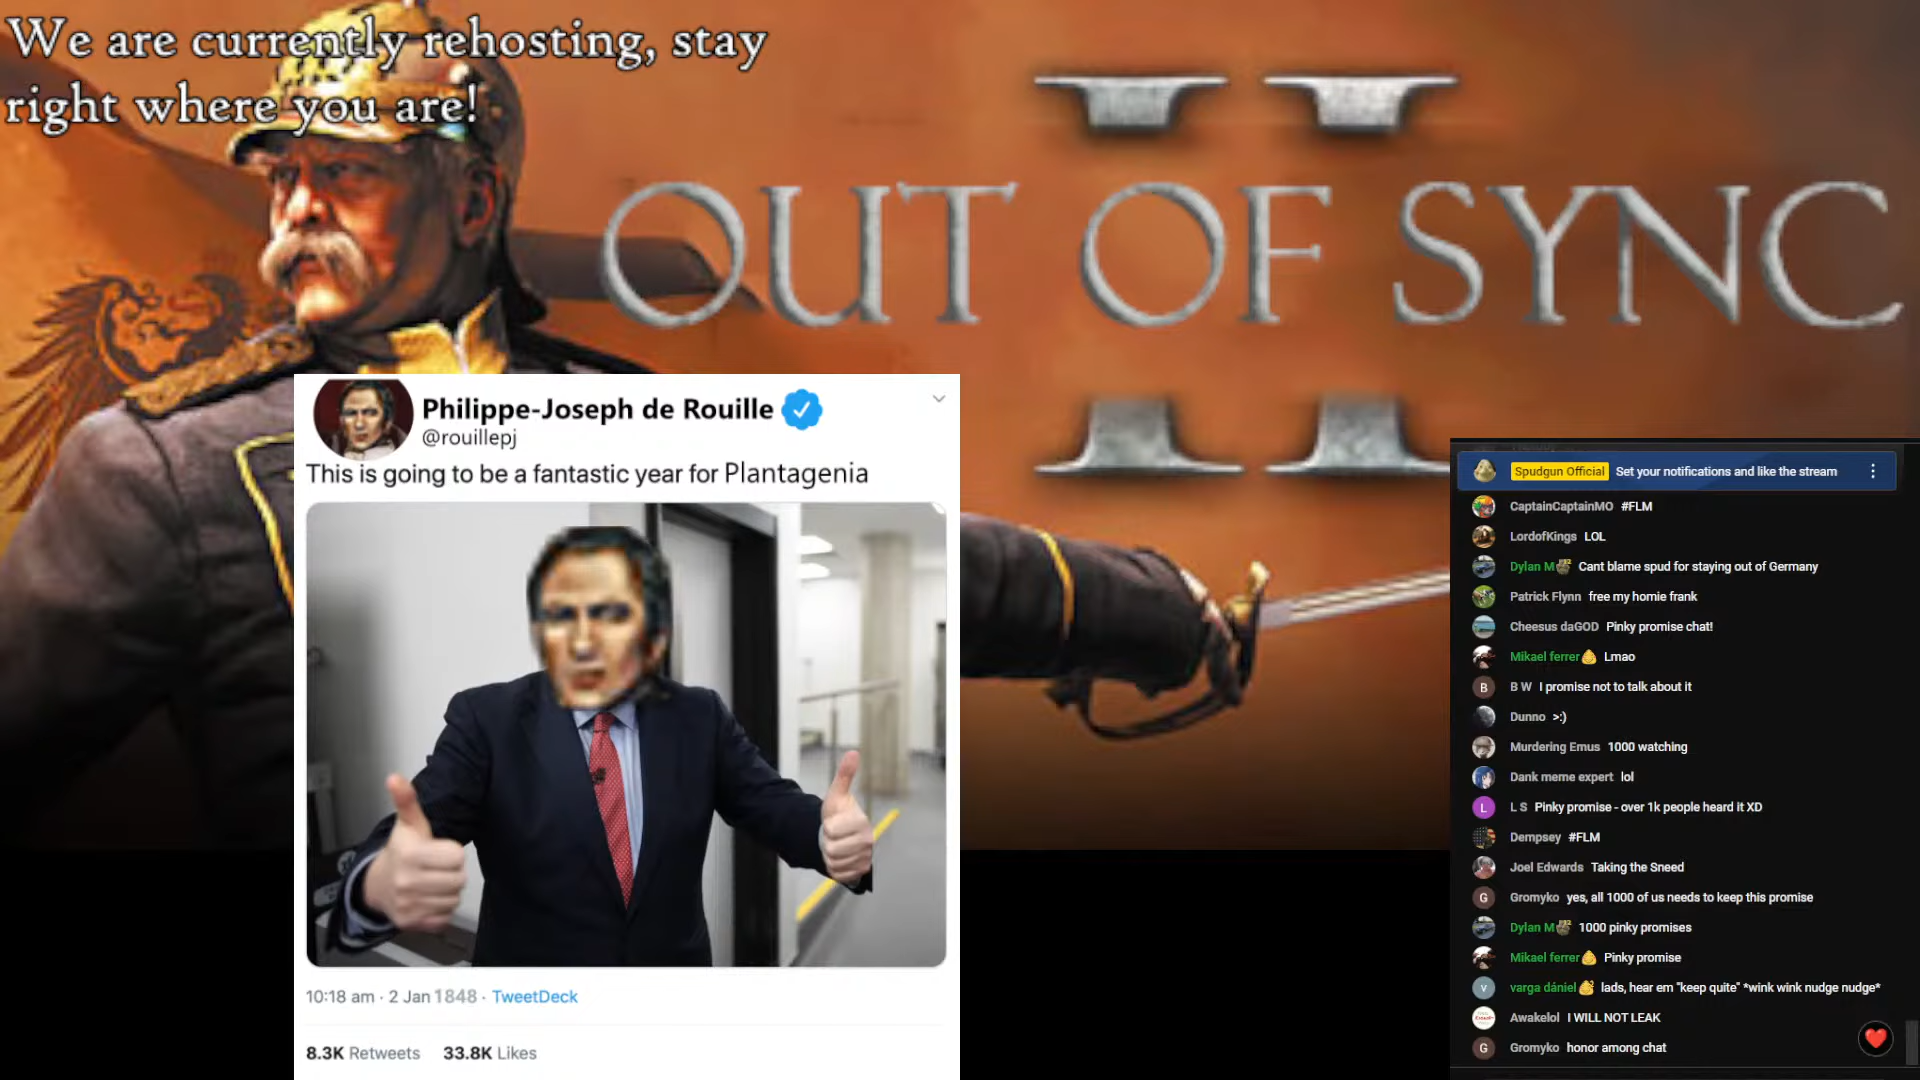 We are currently rehosting, stay
right where you are!
II
OUT OF SYNC
Philippe-Joseph de Rouille
@rouillepj
This is going to be a fantastic year for Plantagenia
10:18 am · 2 Jan 1848 · TweetDeck
8.3K Retweets 33.8K Likes
Spudgun Official Set your notifications and like the stream
CaptainCaptainMO #FLM
LordofKings LOL
Dylan M Cant blame spud for staying out of Germany
Patrick Flynn free my homie frank
Cheesus daGOD Pinky promise chat!
Mikael ferrer Lmao
B B W I promise not to talk about it
Dunno >:)
Murdering Emus 1000 watching
Dank meme expert lol
L L S Pinky promise - over 1k people heard it XD
Dempsey #FLM
Joel Edwards Taking the Sneed
G Gromyko yes, all 1000 of us needs to keep this promise
Dylan M 1000 pinky promises
Mikael ferrer Pinky promise
v varga dániel lads, hear em "keep quite" *wink wink nudge nudge*
Awakelol I WILL NOT LEAK
G Gromyko honor among chat